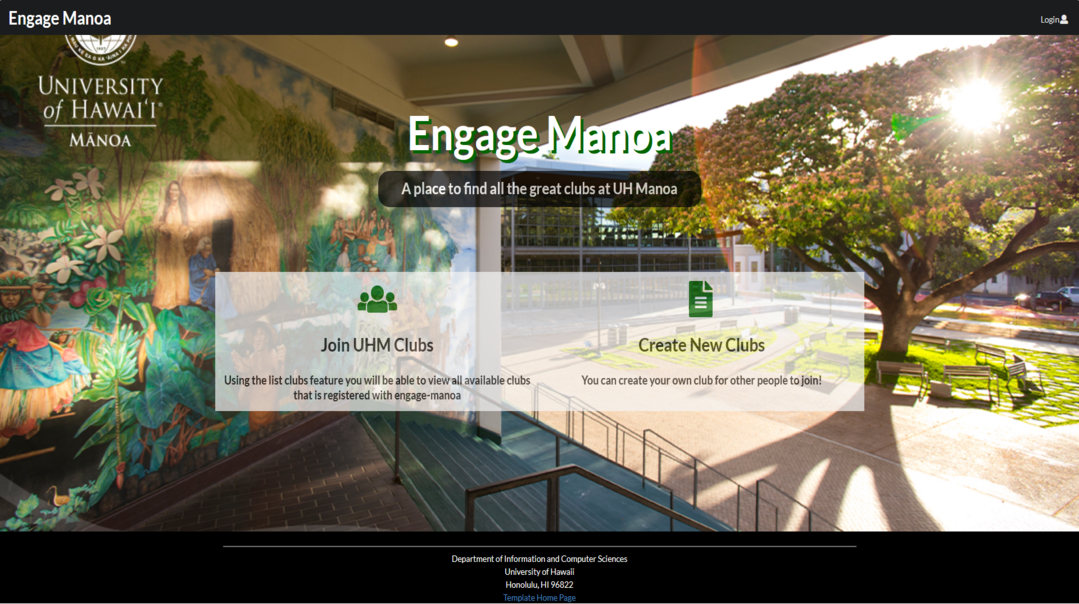 Engage Manoa
Login
UNIVERSITY
of HAWAIʻI®
MĀNOA
Engage Manoa
A place to find all the great clubs at UH Manoa
Join UHM Clubs
Using the list clubs feature you will be able to view all available clubs
that is registered with engage-manoa
Create New Clubs
You can create your own club for other people to join!
Department of Information and Computer Sciences
University of Hawaii
Honolulu, HI 96822
Template Home Page